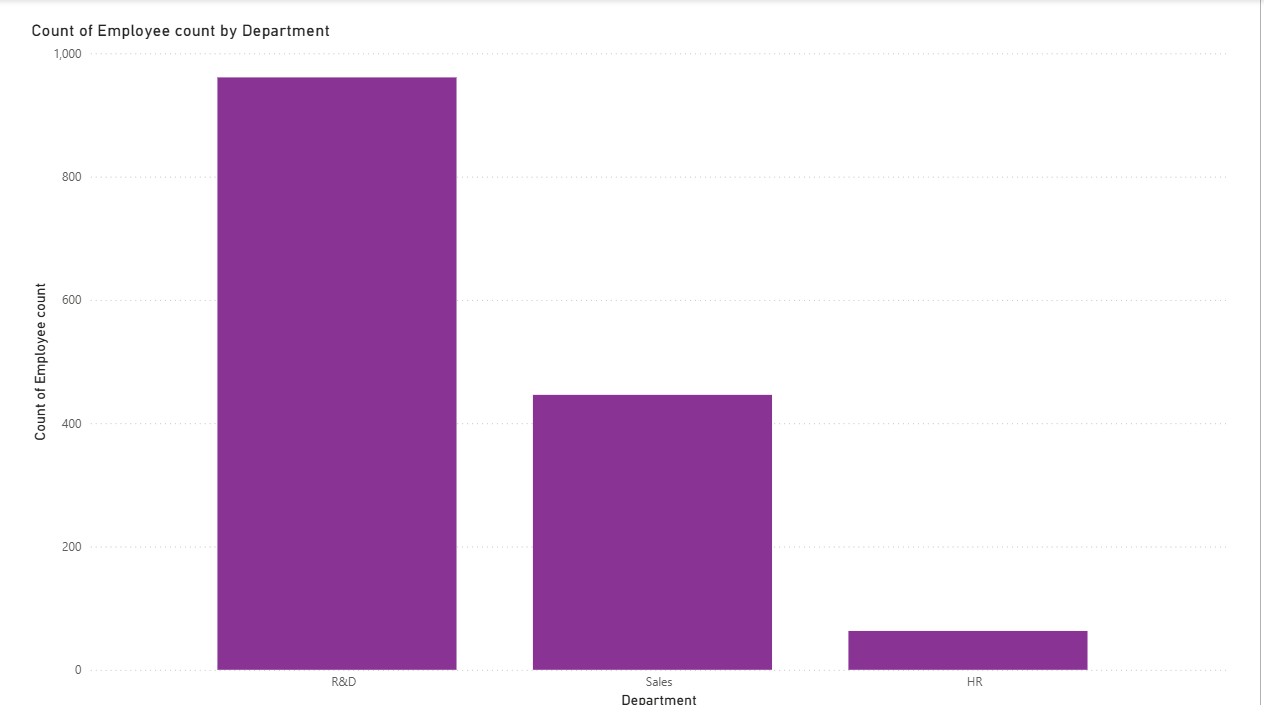 Count of Employee count by Department
1,000
800
600
400
200
0
Count of Employee count
R&D
Sales
HR
Department